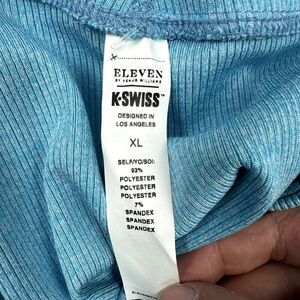 ELEVEN
BY VENUS WILLIAMS
K-SWISS™
DESIGNED IN
LOS ANGELES
XL
SELF/YO/SOI:
93%
POLYESTER
POLYESTER
POLYESTER
7%
SPANDEX
SPANDEX
SPANDEX